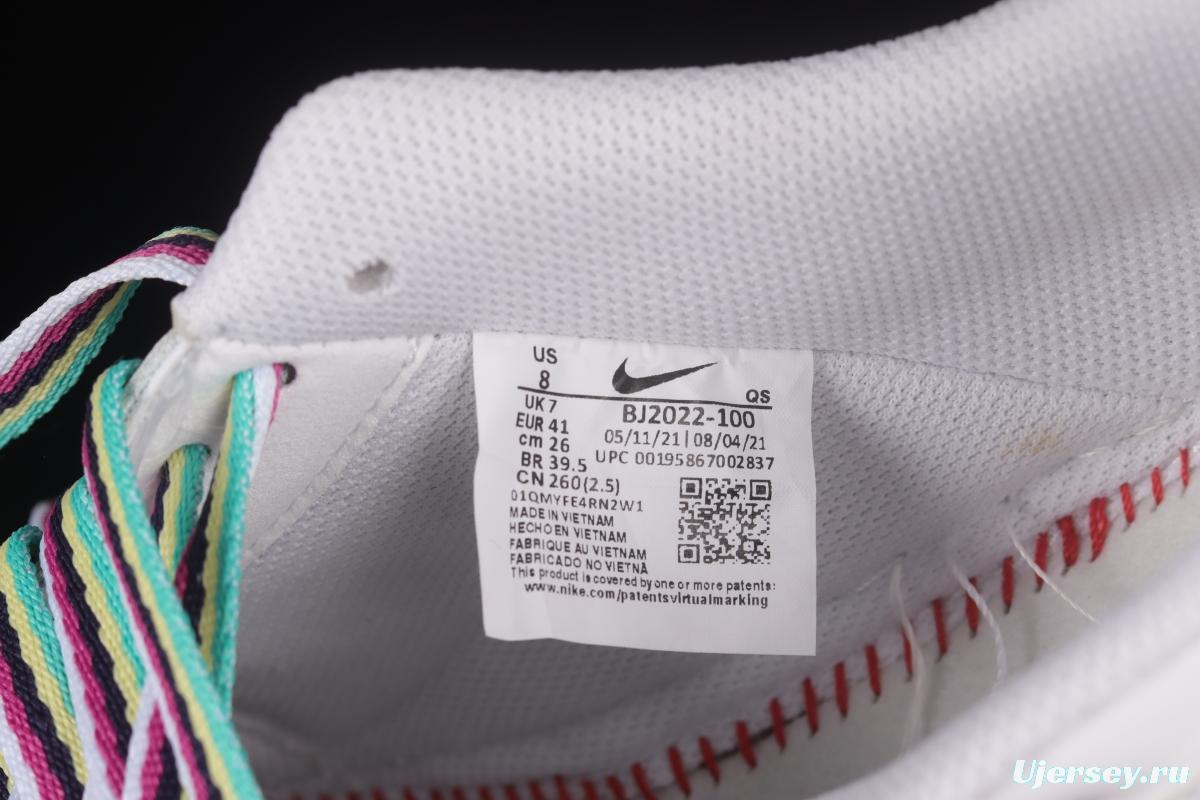 US
8
QS
UK 7
BJ2022-100
EUR 41
05/11/21 | 08/04/21
cm 26
UPC 00195867002837
BR 39.5
CN 260(2.5)
01QMYFE4RN2W1
MADE IN VIETNAM
HECHO EN VIETNAM
FABRIQUE AU VIETNAM
FABRICADO NO VIETNÃ
This product is covered by one or more patents:
www.nike.com/patentsvirtualmarking
Ujersey.ru